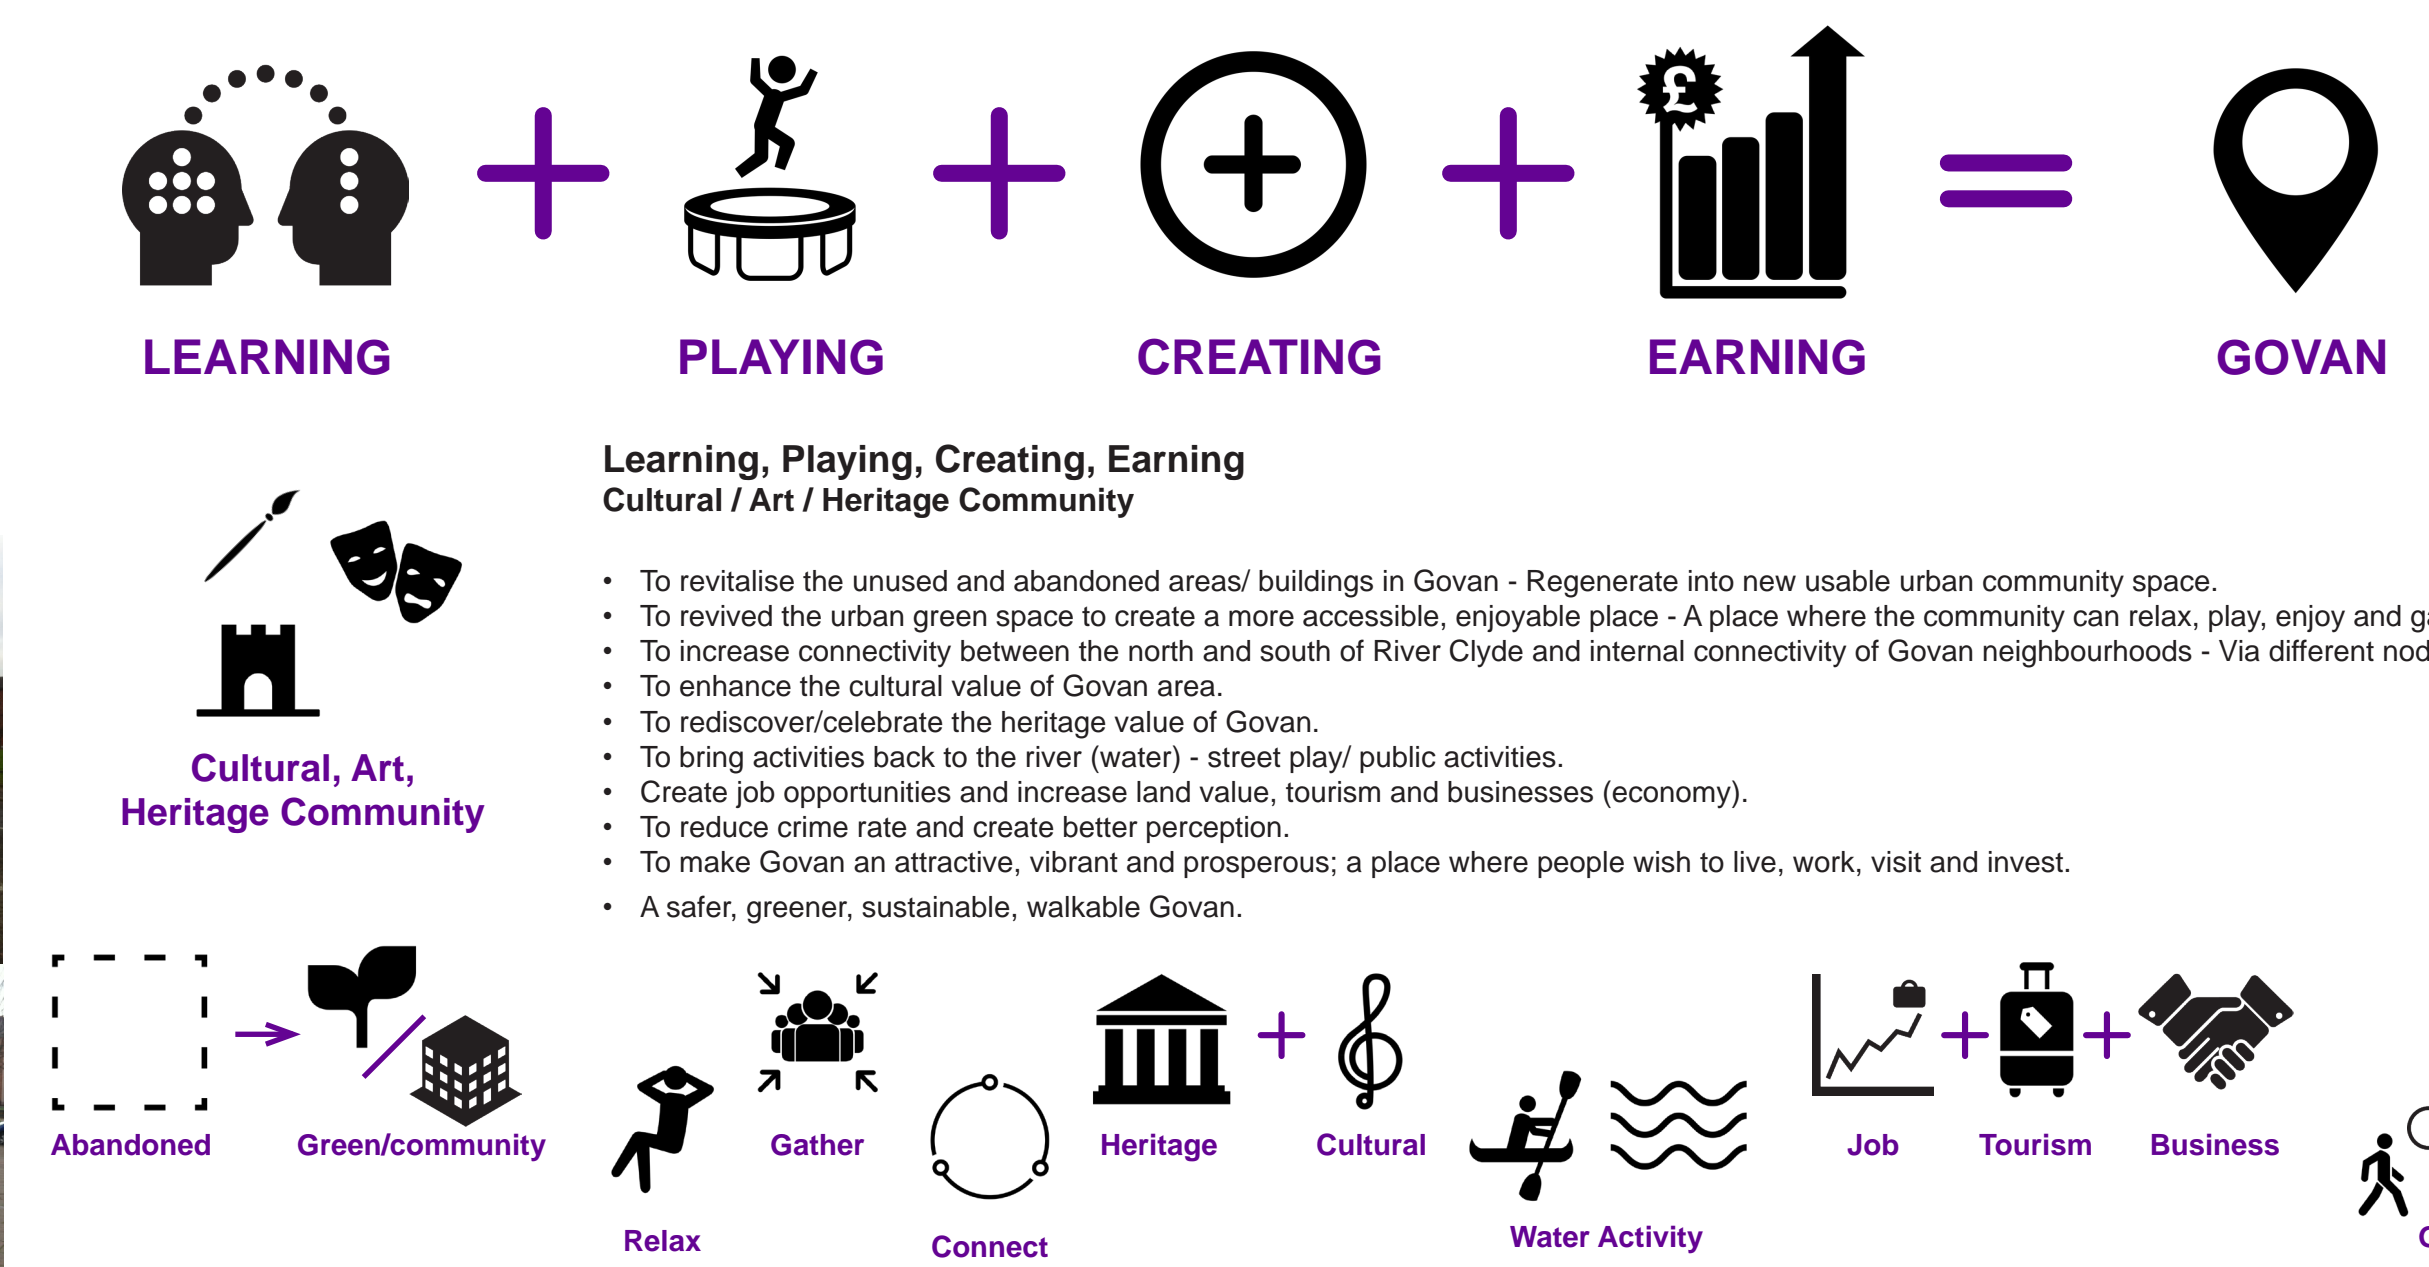 £
LEARNING
PLAYING
CREATING
EARNING
GOVAN
Learning, Playing, Creating, Earning
Cultural / Art / Heritage Community
Cultural, Art,
Heritage Community
• To revitalise the unused and abandoned areas/ buildings in Govan - Regenerate into new usable urban community space.
• To revived the urban green space to create a more accessible, enjoyable place - A place where the community can relax, play, enjoy and
• To increase connectivity between the north and south of River Clyde and internal connectivity of Govan neighbourhoods - Via different
• To enhance the cultural value of Govan area.
• To rediscover/celebrate the heritage value of Govan.
• To bring activities back to the river (water) - street play/ public activities.
• Create job opportunities and increase land value, tourism and businesses (economy).
• To reduce crime rate and create better perception.
• To make Govan an attractive, vibrant and prosperous; a place where people wish to live, work, visit and invest.
• A safer, greener, sustainable, walkable Govan.
Abandoned
Green/community
Relax
Gather
Connect
Heritage
Cultural
Water Activity
Job
Tourism
Business